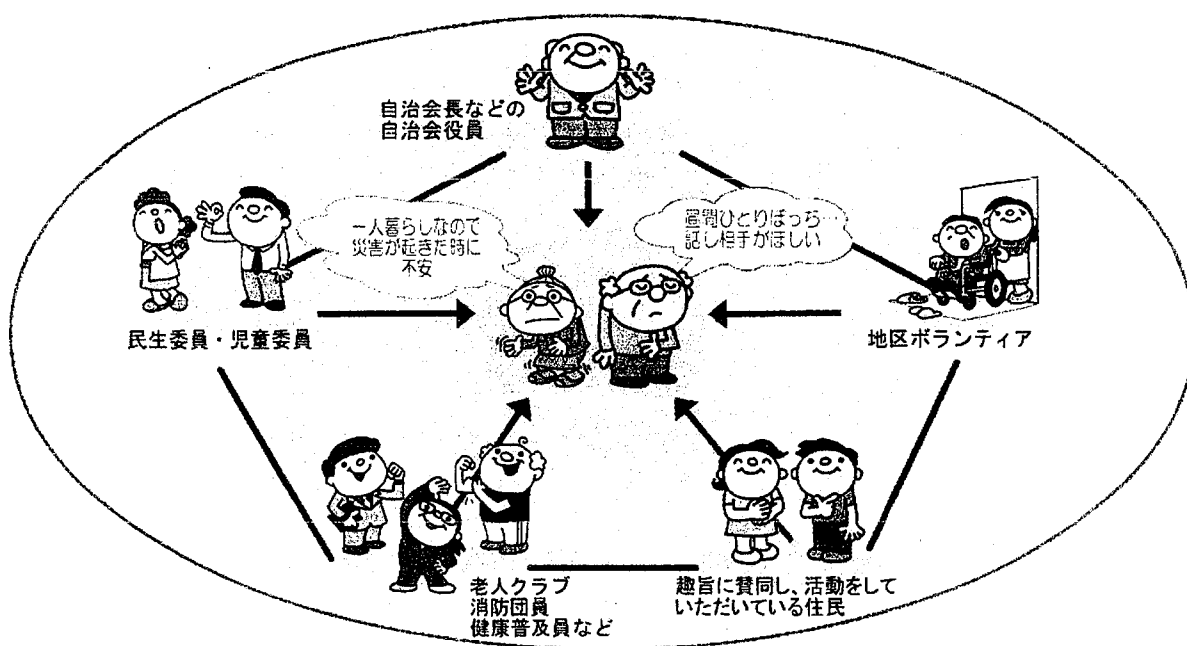 自治会長などの
自治会役員
一人暮らしなので
災害が起きた時に
不安
昼間ひとりぼっち
話し相手がほしい
民生委員・児童委員
地区ボランティア
老人クラブ
消防団員
健康普及員など
趣旨に賛同し、活動をして
いただいている住民